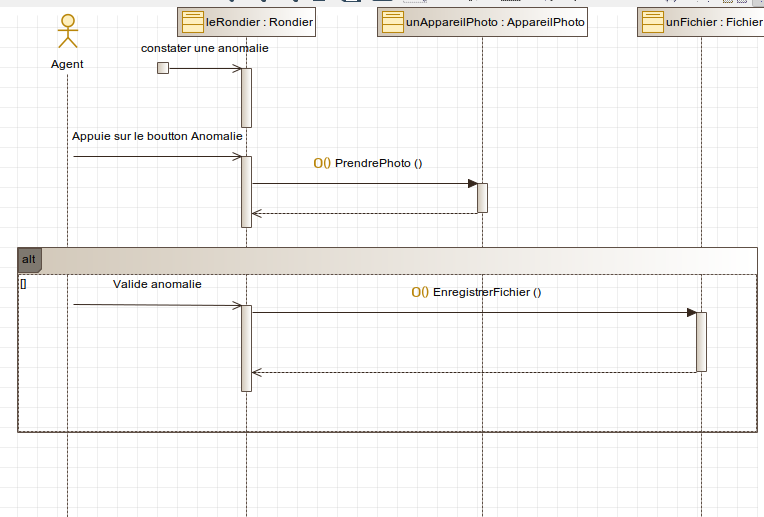 leRondier : Rondier
unAppareilPhoto : AppareilPhoto
unFichier : Fichier
constater une anomalie
Agent
Appuie sur le boutton Anomalie
O() PrendrePhoto ()
alt
[]
Valide anomalie
O() EnregistrerFichier ()